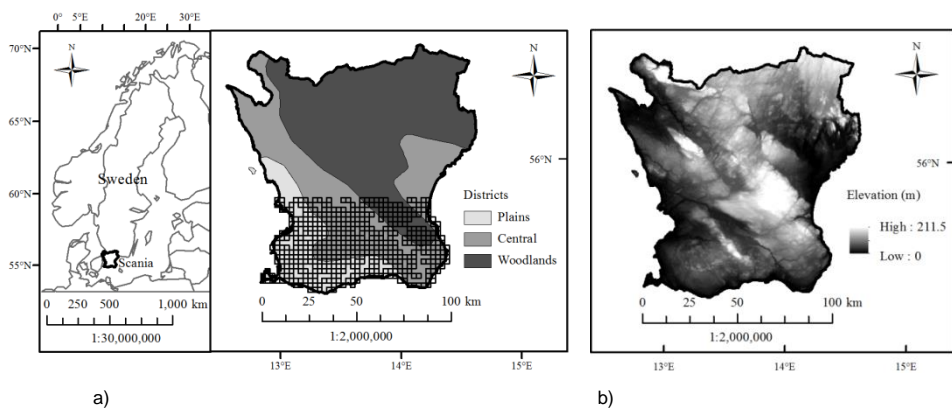 0° 10°E 20°E 30°E
70°N
65°N
60°N
55°N
N
Sweden
Scania
0 250 500 1,000 km
1:30,000,000
N
56°N
Districts
Plains
Central
Woodlands
0 25 50 100 km
1:2,000,000
13°E 14°E 15°E
N
56°N
Elevation (m)
High : 211.5
Low : 0
0 25 50 100 km
1:2,000,000
13°E 14°E 15°E
a) b)